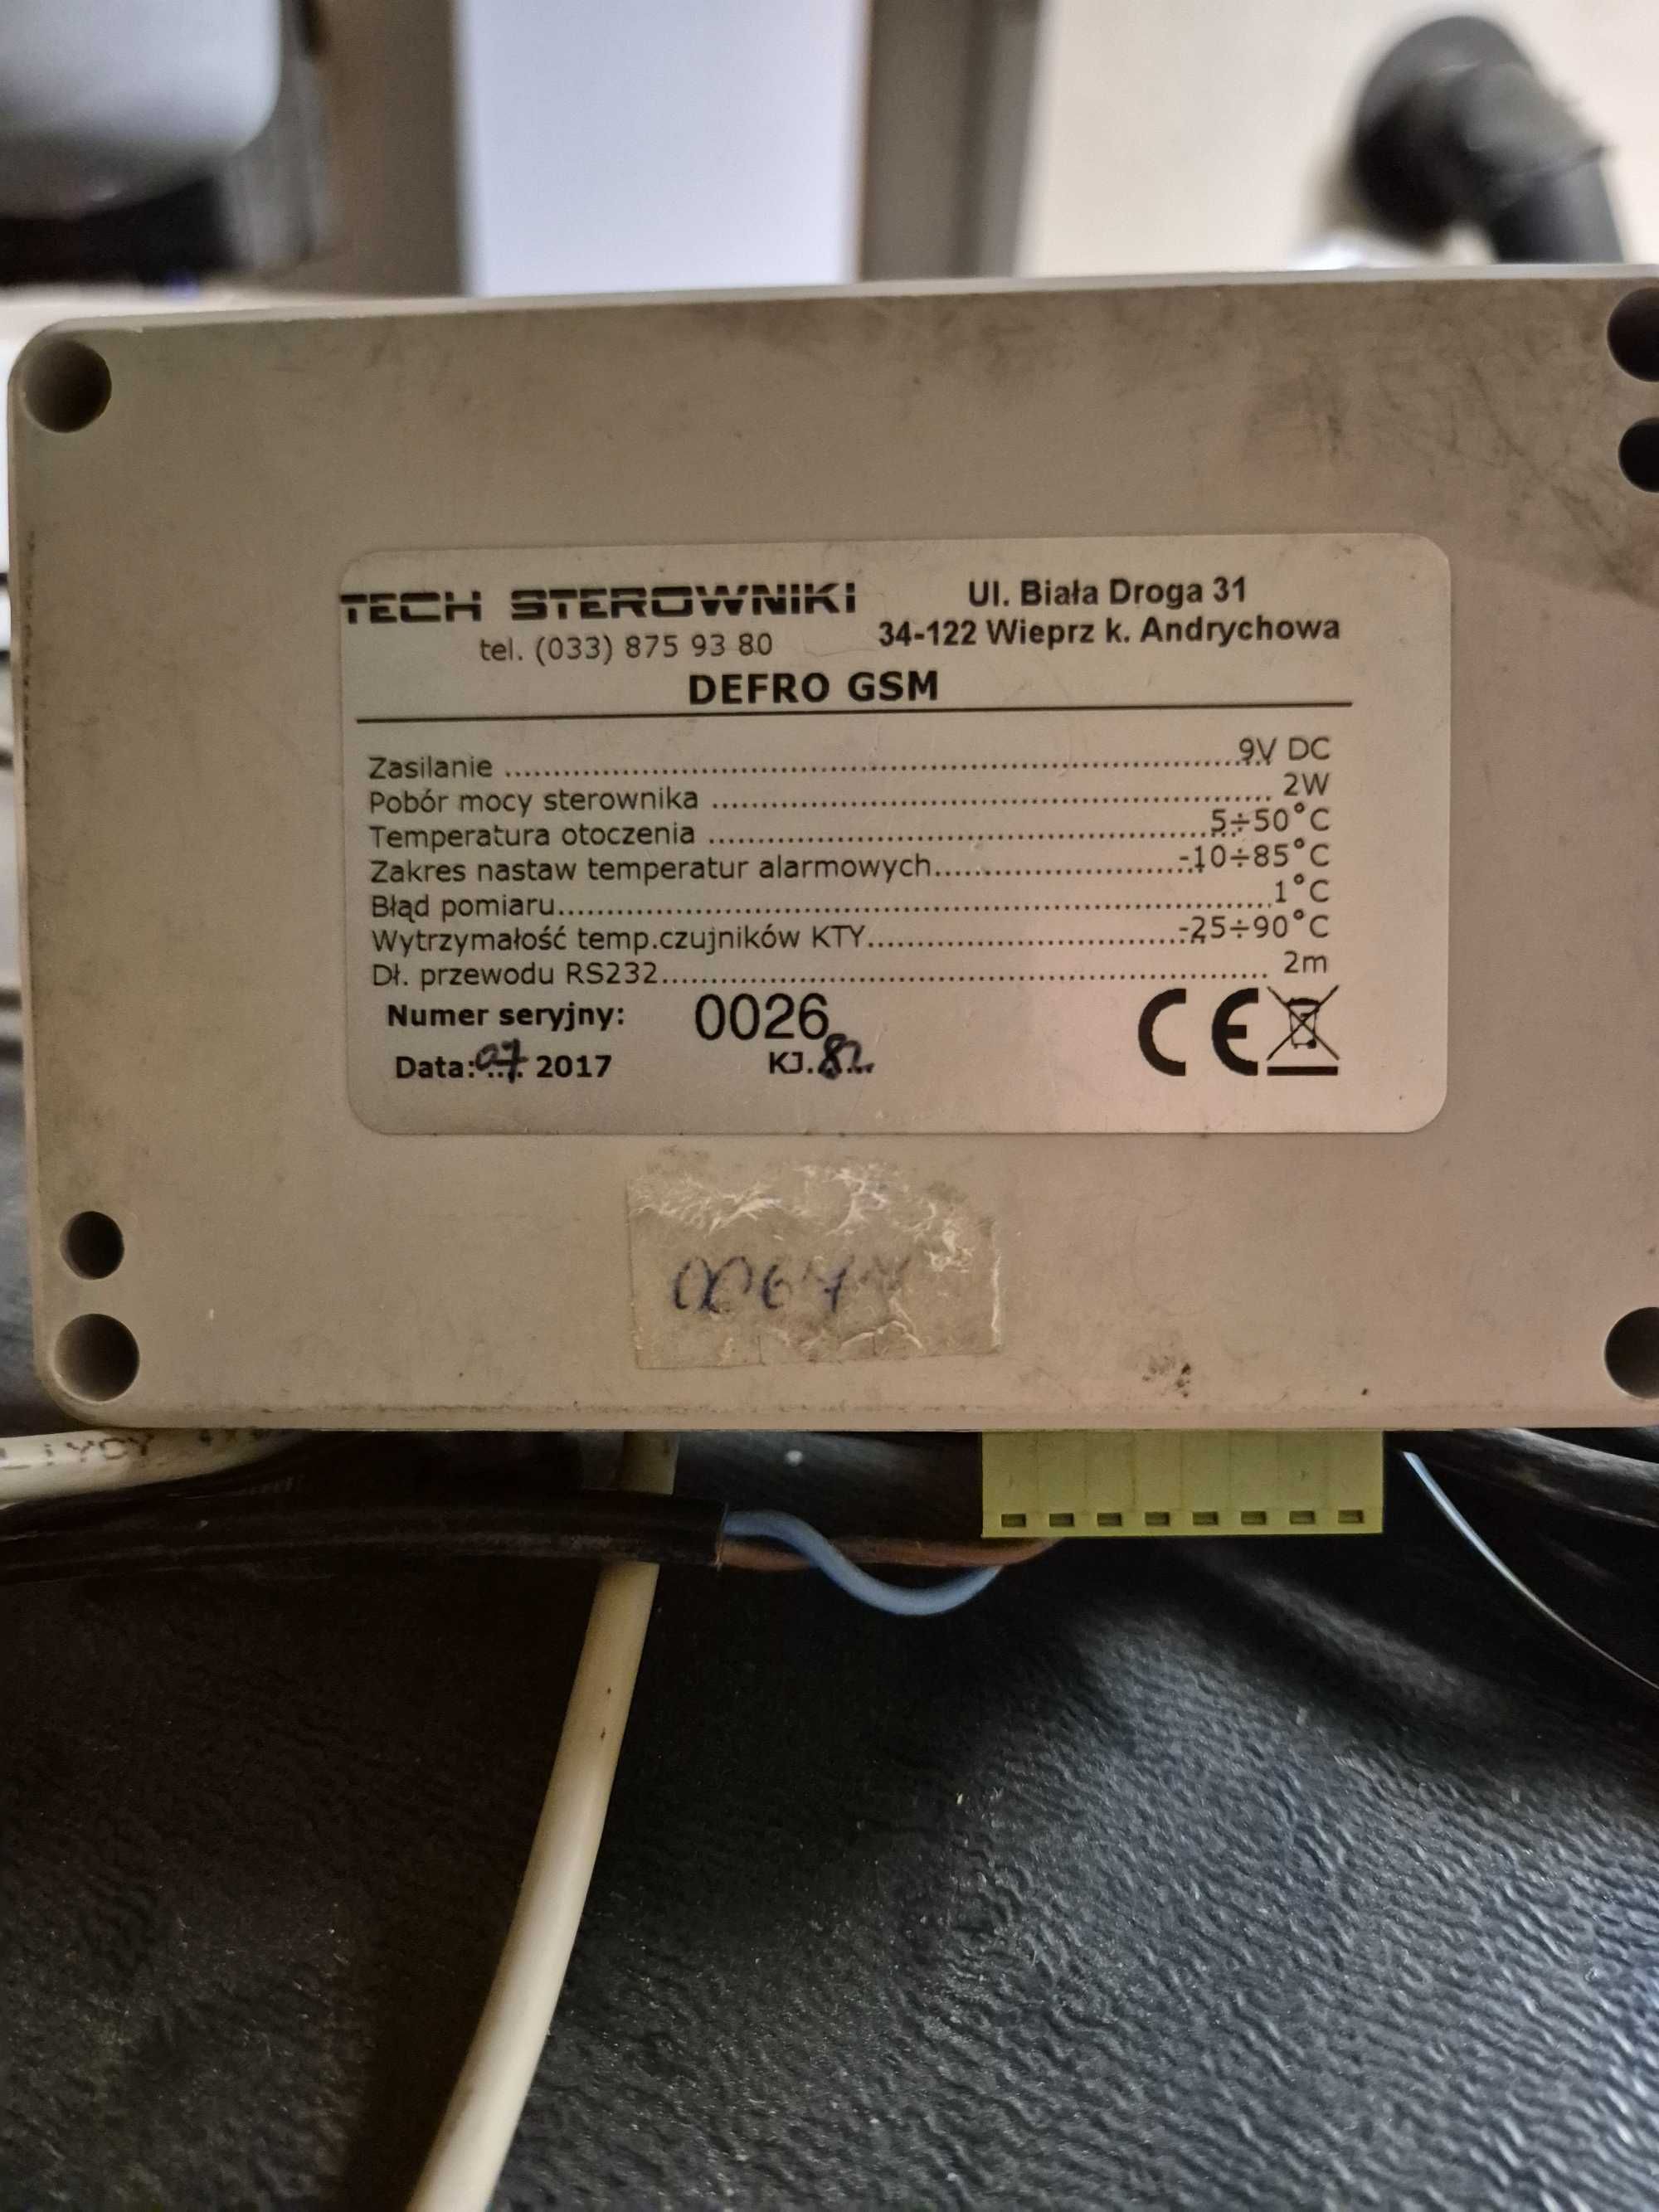 TECH STEROWNIKI
tel. (033) 875 93 80
Ul. Biała Droga 31
34-122 Wieprz k. Andrychowa
DEFRO GSM
Zasilanie ........................ 9V DC
Pobór mocy sterownika ........................ 2W
Temperatura otoczenia ........................ 5÷50°C
Zakres nastaw temperatur alarmowych........................ -10÷85°C
Błąd pomiaru........................ 1°C
Wytrzymałość temp.czujników KTY........................ -25÷90°C
Dł. przewodu RS232........................ 2m
Numer seryjny: 0026
Data: 07 2017 KJ. 82
CE